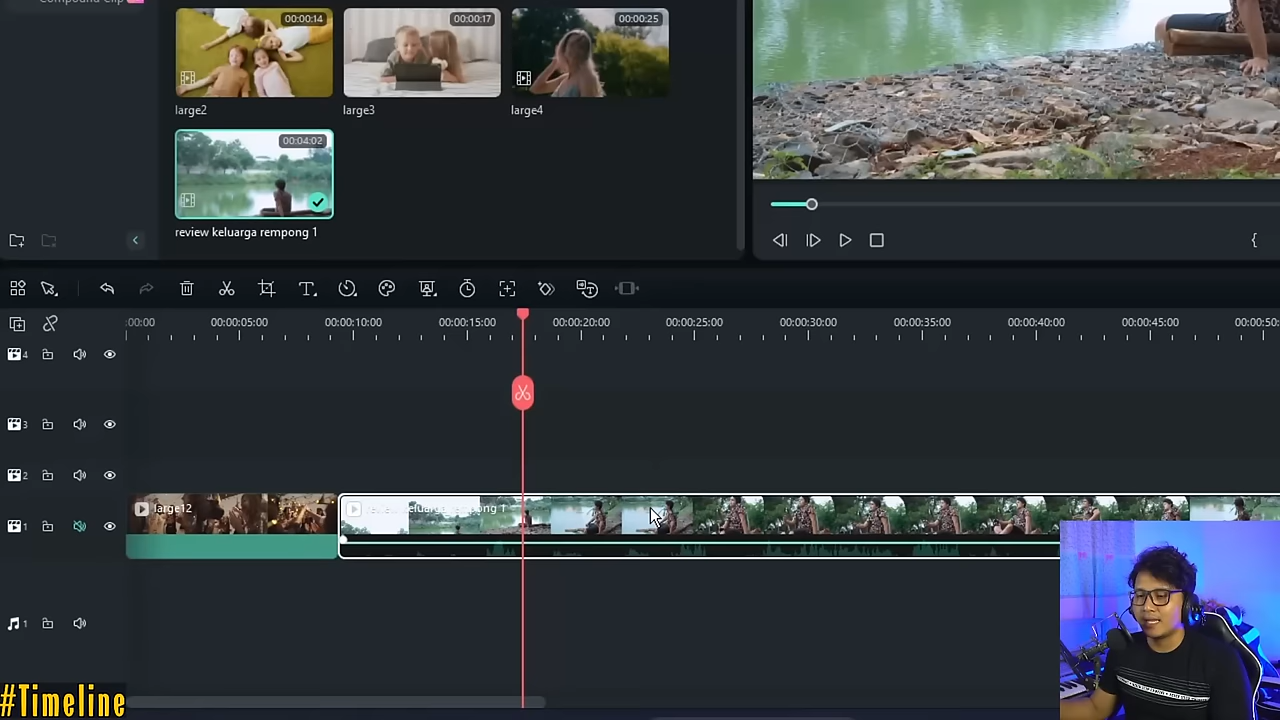 Compound Clip
00:00:14
00:00:17
00:00:25
large2
large3
large4
00:04:02
review keluarga rempong 1
{
:00:00
00:00:05:00
00:00:10:00
00:00:15:00
00:00:20:00
00:00:25:00
00:00:30:00
00:00:35:00
00:00:40:00
00:00:45:00
00:00:50:
4
3
2
large12
review keluarga rempong 1
1
1
#Timeline